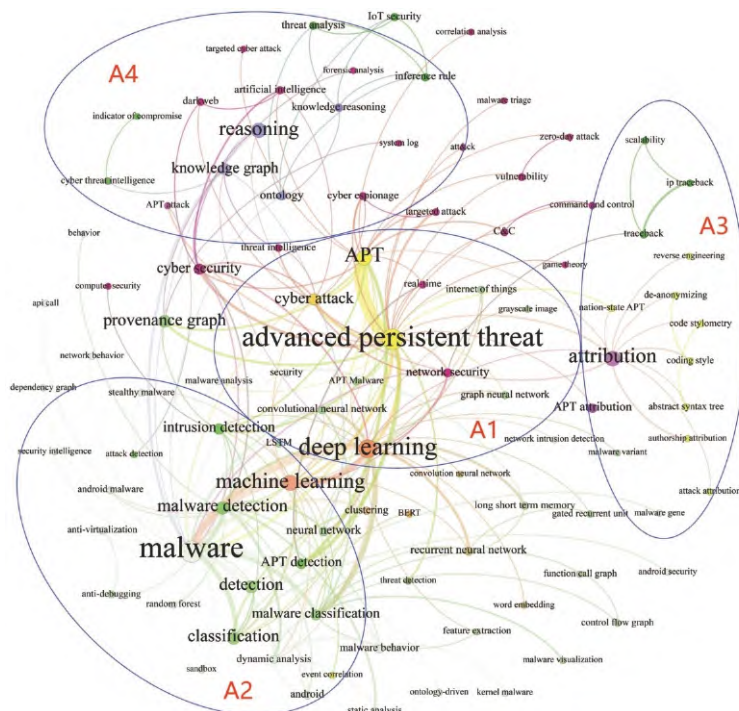 IoT security
threat analysis
correlation analysis
targeted cyber attack
A4
forensic analysis
inference rule
artificial intelligence
darkweb
knowledge reasoning
malware triage
indicator of compromise
reasoning
zero-day attack
scalability
system log
attack
knowledge graph
cyber threat intelligence
vulnerability
ip traceback
ontology
cyber espionage
APT attack
targeted attack
command and control
A3
behavior
C&C
traceback
threat intelligence
APT
reverse engineering
cyber security
game theory
computer security
real-time
internet of things
de-anonymizing
cyber attack
api call
grayscale image
nation-state APT
provenance graph
code stylometry
advanced persistent threat
network behavior
attribution
coding style
security
network security
malware analysis
APT Malware
dependency graph
stealthy malware
graph neural network
abstract syntax tree
convolutional neural network
APT attribution
intrusion detection
A1
authorship attribution
LSTM
deep learning
network intrusion detection
security intelligence
attack detection
malware variant
convolution neural network
machine learning
attack attribution
android malware
malware detection
long short term memory
clustering
BERT
gated recurrent unit
malware gene
anti-virtualization
neural network
malware
recurrent neural network
APT detection
function call graph
android security
threat detection
anti-debugging
detection
random forest
malware classification
word embedding
control flow graph
classification
feature extraction
malware behavior
dynamic analysis
malware visualization
sandbox
event correlation
A2
android
ontology-driven
kernel malware
static analysis